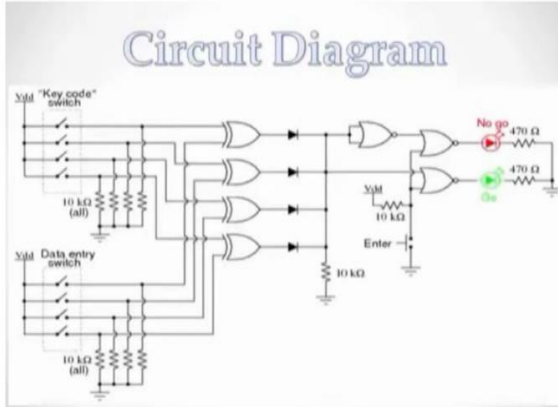 Circuit Diagram
Vdd "Key code"
switch
10 kΩ
(all)
No go
470 Ω
470 Ω
Go
Vdd
10 kΩ
Enter
10 kΩ
Vdd Data entry
switch
10 kΩ
(all)